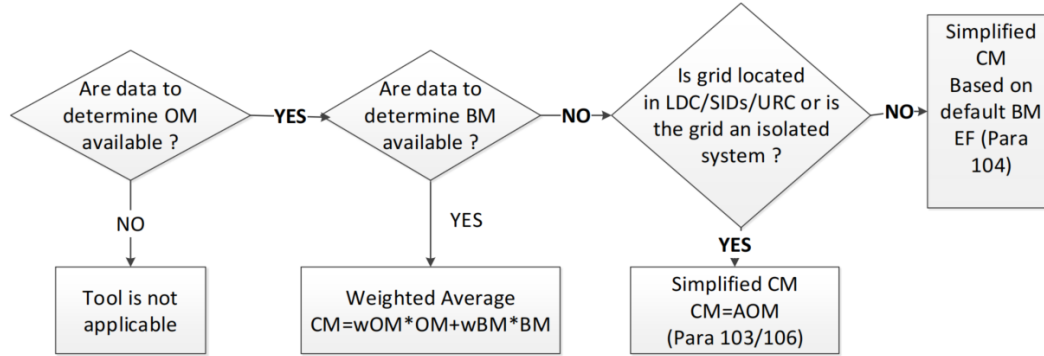 Are data to
determine OM
available ?
YES
Are data to
determine BM
available ?
NO
Is grid located
in LDC/SIDs/URC or is
the grid an isolated
system ?
NO
Simplified
CM
Based on
default BM
EF (Para
104)
NO
YES
YES
Tool is not
applicable
Weighted Average
CM=wOM*OM+wBM*BM
Simplified CM
CM=AOM
(Para 103/106)